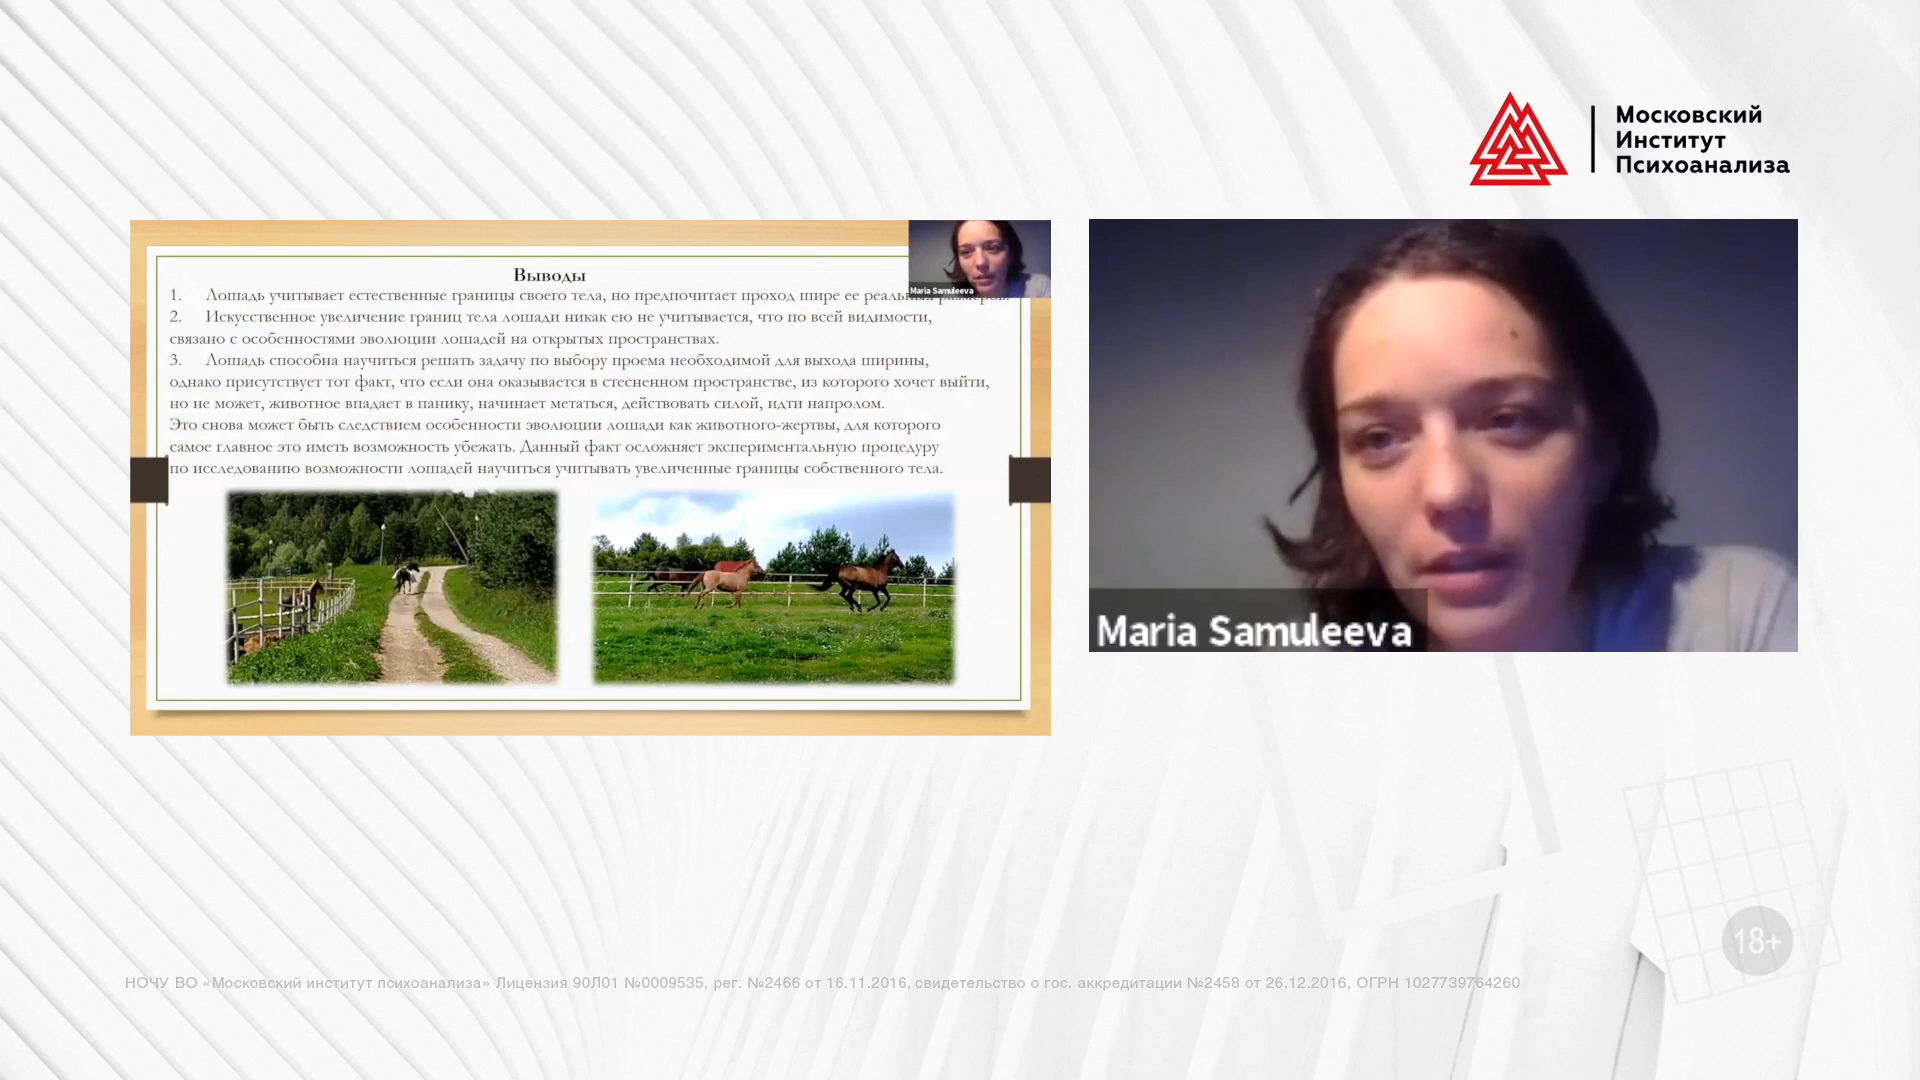 Московский
Институт
Психоанализа
Выводы
1. Лошадь учитывает естественные границы своего тела, но предпочитает проход шире ее реальных размеров.
2. Искусственное увеличение границ тела лошади никак ею не учитывается, что по всей видимости,
связано с особенностями эволюции лошадей на открытых пространствах.
3. Лошадь способна научиться решать задачу по выбору проема необходимой для выхода ширины,
однако присутствует тот факт, что если она оказывается в стесненном пространстве, из которого хочет выйти,
но не может, животное впадает в панику, начинает метаться, действовать силой, идти напролом.
Это снова может быть следствием особенности эволюции лошади как животного-жертвы, для которого
самое главное это иметь возможность убежать. Данный факт осложняет экспериментальную процедуру
по исследованию возможности лошадей научиться учитывать увеличенные границы собственного тела.
Maria Samuleeva
Maria Samuleeva
18+
НОЧУ ВО «Московский институт психоанализа» Лицензия 90Л01 №0009535, рег. №2466 от 16.11.2016, свидетельство о гос. аккредитации №2458 от 26.12.2016, ОГРН 1027739764260